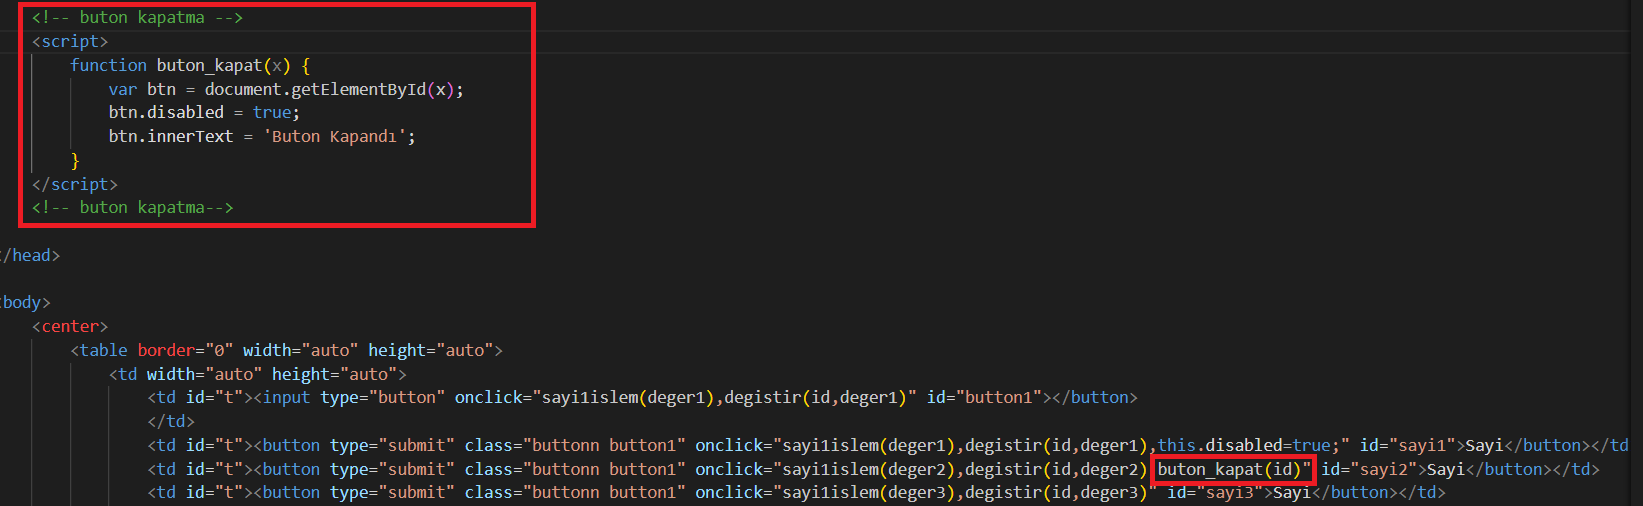 <!-- buton kapatma -->
<script>
function buton_kapat(x) {
var btn = document.getElementById(x);
btn.disabled = true;
btn.innerText = 'Buton Kapandı';
}
</script>
<!-- buton kapatma-->
</head>
<body>
<center>
<table border="0" width="auto" height="auto">
<td width="auto" height="auto">
<td id="t"><input type="button" onclick="sayi1islem(deger1),degistir(id,deger1)" id="button1"></button>
</td>
<td id="t"><button type="submit" class="buttonn button1" onclick="sayi1islem(deger1),degistir(id,deger1),this.disabled=true;" id="sayi1">Sayi</button></td
<td id="t"><button type="submit" class="buttonn button1" onclick="sayi1islem(deger2),degistir(id,deger2) buton_kapat(id)" id="sayi2">Sayi</button></td>
<td id="t"><button type="submit" class="buttonn button1" onclick="sayi1islem(deger3),degistir(id,deger3)" id="sayi3">Sayi</button></td>